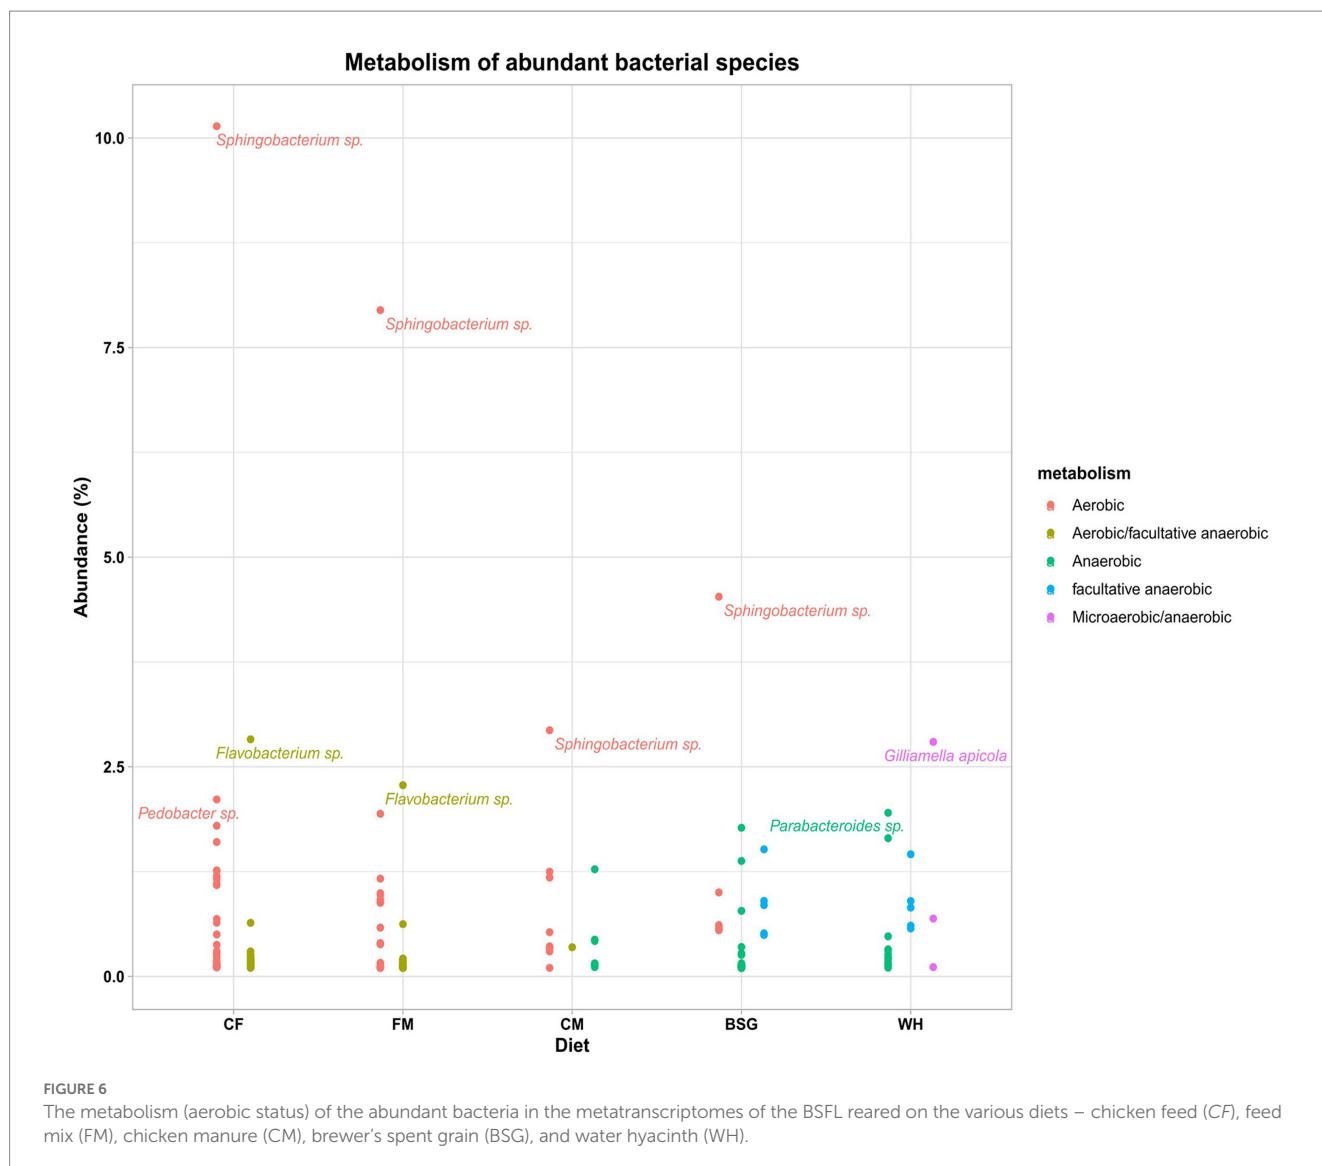 Metabolism of abundant bacterial species
10.0
Sphingobacterium sp.
Sphingobacterium sp.
7.5
metabolism
Aerobic
Aerobic/facultative anaerobic
Anaerobic
facultative anaerobic
Microaerobic/anaerobic
Abundance (%)
5.0
Sphingobacterium sp.
Sphingobacterium sp.
Flavobacterium sp.
Gilliamella apicola
2.5
Flavobacterium sp.
Pedobacter sp.
Parabacteroides sp.
0.0
CF FM CM BSG WH
Diet
FIGURE 6
The metabolism (aerobic status) of the abundant bacteria in the metatranscriptomes of the BSFL reared on the various diets – chicken feed (CF), feed
mix (FM), chicken manure (CM), brewer's spent grain (BSG), and water hyacinth (WH).